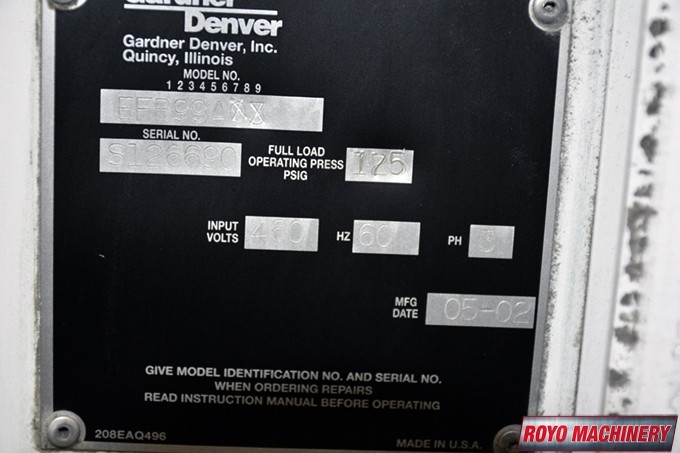 Gardner
Denver
Gardner Denver, Inc.
Quincy, Illinois
MODEL NO.
1 2 3 4 5 6 7 8 9
SERIAL NO.
S126690
FULL LOAD
OPERATING PRESS
PSIG
125
INPUT
VOLTS
460
HZ
60
PH
3
MFG
DATE
05-02
GIVE MODEL IDENTIFICATION NO. AND SERIAL NO.
WHEN ORDERING REPAIRS
READ INSTRUCTION MANUAL BEFORE OPERATING
208EAQ496
MADE IN U.S.A.
ROYO MACHINERY